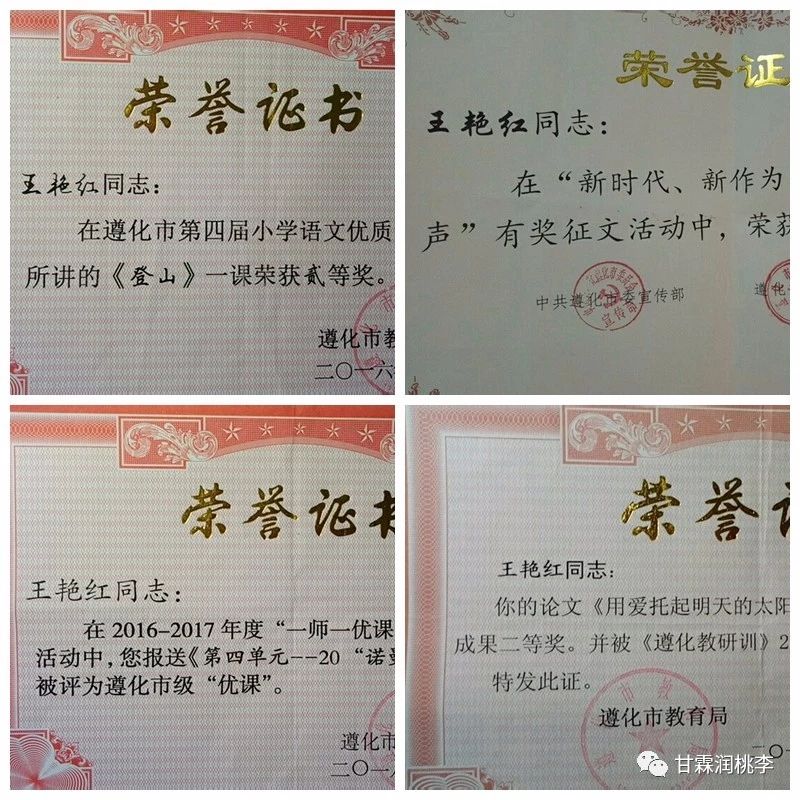 荣誉证书
王艳红同志：
在遵化市第四届小学语文优质
所讲的《登山》一课荣获贰等奖。
遵化市教
二〇一六
荣誉证
王艳红同志：
在“新时代、新作为
声”有奖征文活动中，荣获
中共遵化市委宣传部
遵化
荣誉证书
王艳红同志：
在 2016-2017 年度“一师一优课
活动中，您报送《第四单元--20 “诺曼
被评为遵化市级“优课”。
遵化市
二〇一
荣誉证
王艳红同志：
你的论文《用爱托起明天的太阳
成果二等奖。并被《遵化教研训》2
特发此证。
遵化市教育局
二〇
甘霖润桃李